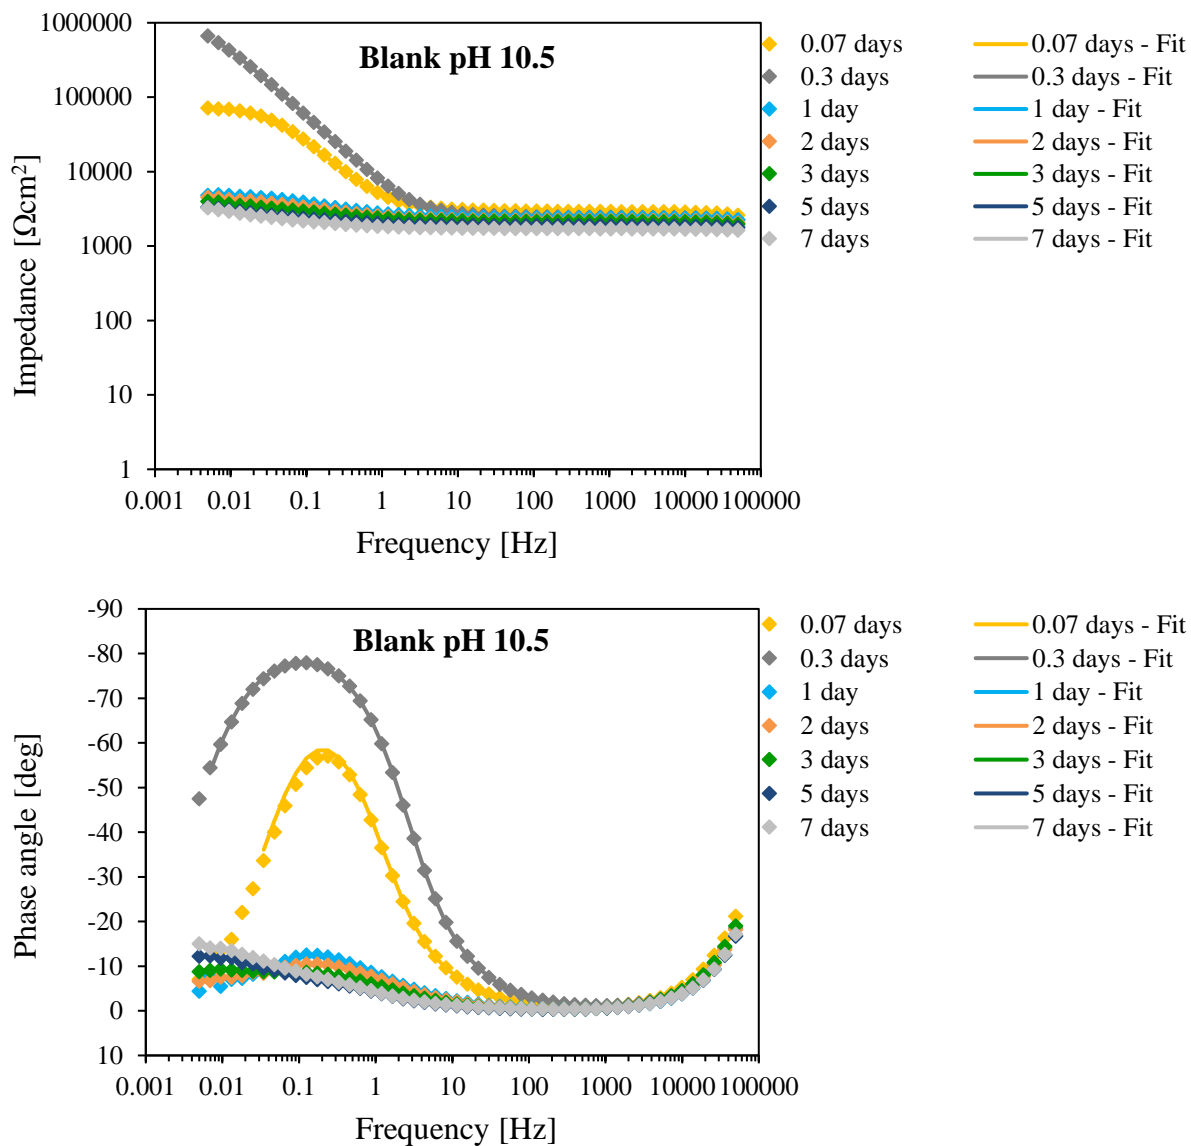 1000000
100000
10000
1000
100
10
1
Impedance [Ωcm²]
Blank pH 10.5
0.001 0.01 0.1 1 10 100 1000 10000 100000
Frequency [Hz]
0.07 days 0.07 days - Fit
0.3 days 0.3 days - Fit
1 day 1 day - Fit
2 days 2 days - Fit
3 days 3 days - Fit
5 days 5 days - Fit
7 days 7 days - Fit
-90
-80
-70
-60
-50
-40
-30
-20
-10
0
10
Phase angle [deg]
Blank pH 10.5
0.001 0.01 0.1 1 10 100 1000 10000 100000
Frequency [Hz]
0.07 days 0.07 days - Fit
0.3 days 0.3 days - Fit
1 day 1 day - Fit
2 days 2 days - Fit
3 days 3 days - Fit
5 days 5 days - Fit
7 days 7 days - Fit